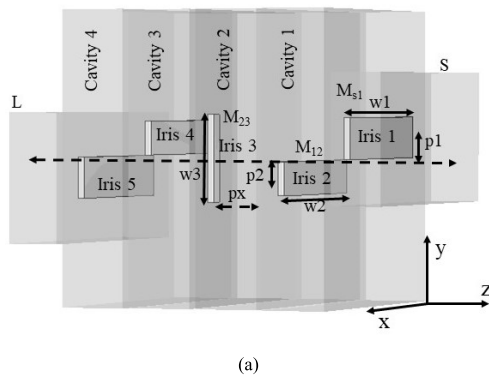 Cavity 4
Cavity 3
Cavity 2
Cavity 1
S
L
M23
Ms1
w1
Iris 4
Iris 3
M12
Iris 1
p1
Iris 5
w3
p2
Iris 2
px
w2
y
z
x
(a)